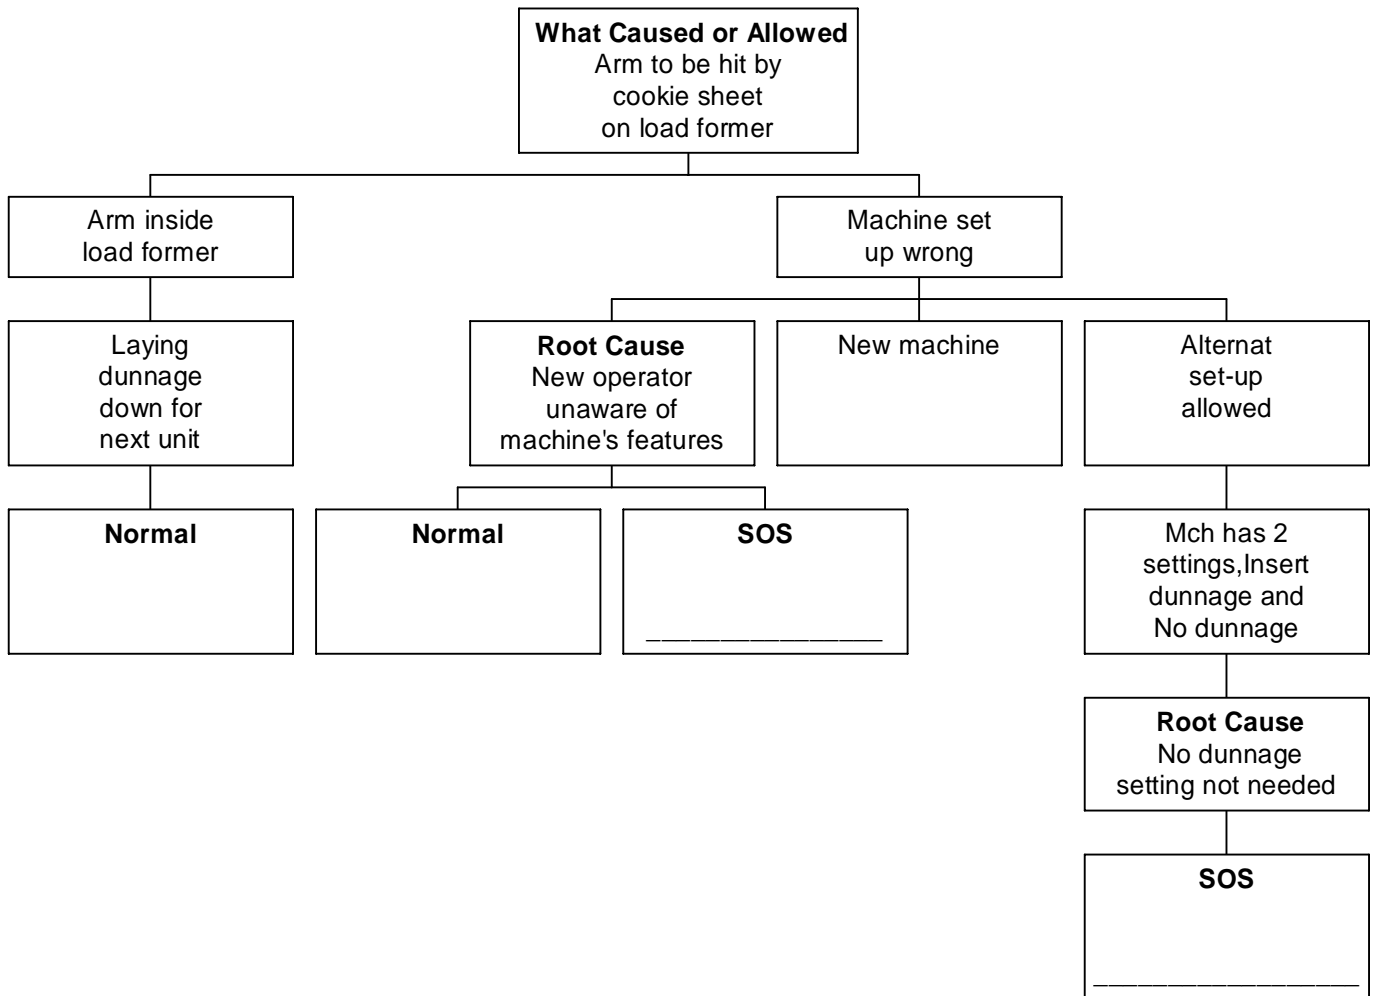 What Caused or Allowed
Arm to be hit by
cookie sheet
on load former
Arm inside
load former
Machine set
up wrong
Laying
dunnage
down for
next unit
Root Cause
New operator
unaware of
machine's features
New machine
Alternat
set-up
allowed
Normal
Normal
SOS
________________
Mch has 2
settings,Insert
dunnage and
No dunnage
Root Cause
No dunnage
setting not needed
SOS
__________________